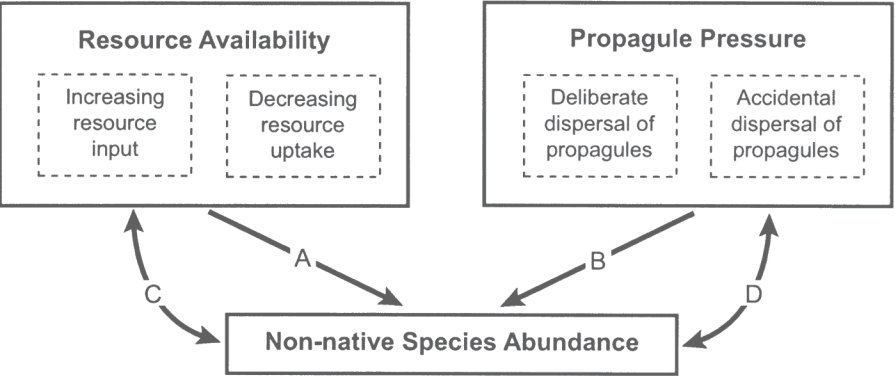 Resource Availability
Increasing
resource
input
Decreasing
resource
uptake
Propagule Pressure
Deliberate
dispersal of
propagules
Accidental
dispersal of
propagules
A
B
C
D
Non-native Species Abundance